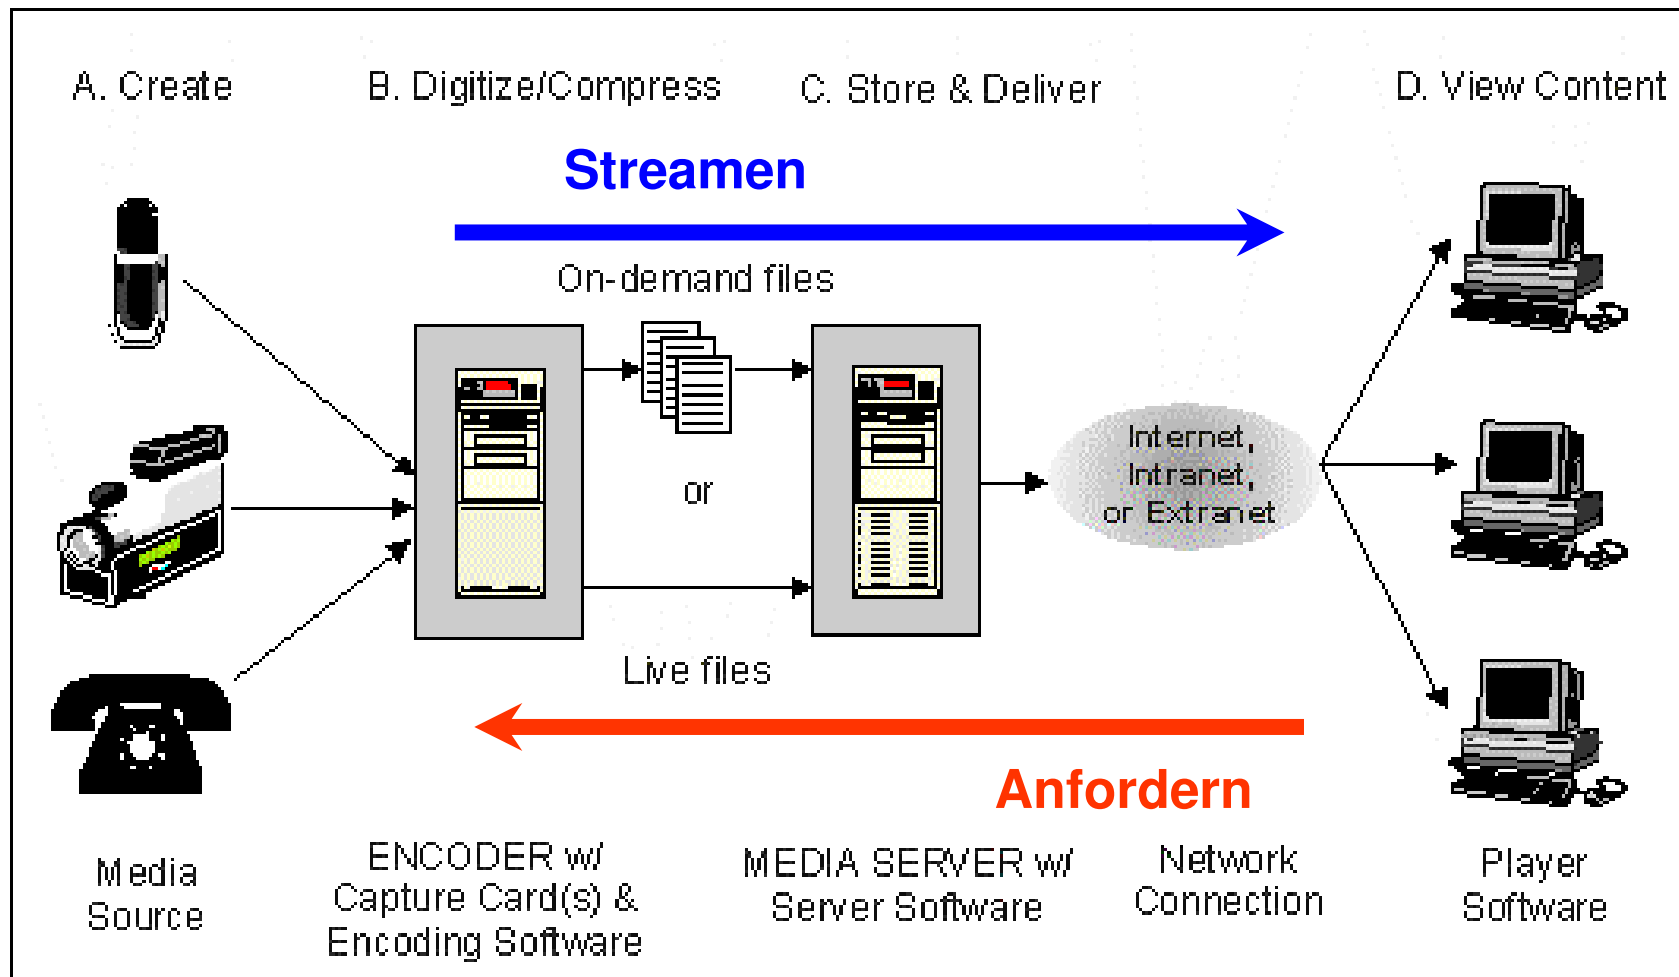 A. Create
B. Digitize/Compress
C. Store & Deliver
D. View Content
Streamen
On-demand files
or
Internet,
Intranet,
or Extranet
Live files
Anfordern
Media
Source
ENCODER w/
Capture Card(s) &
Encoding Software
MEDIA SERVER w/
Server Software
Network
Connection
Player
Software